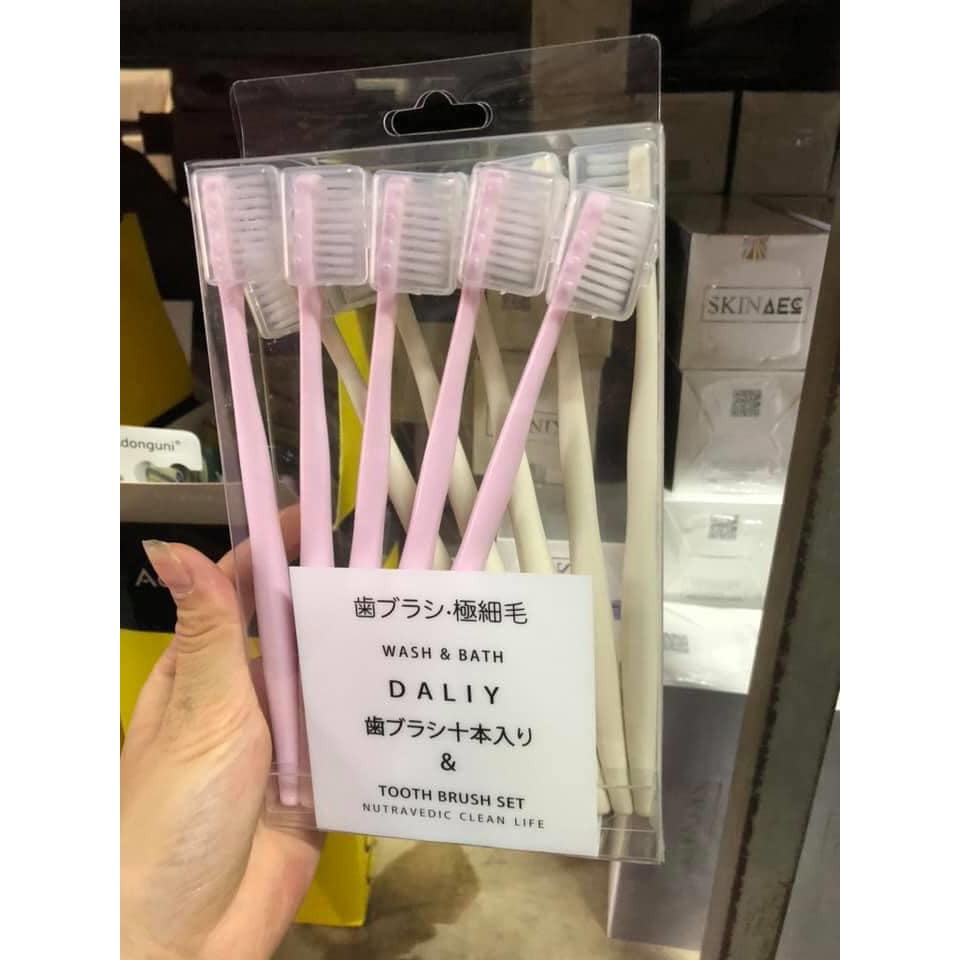 SKINΔEC
donguni®
歯ブラシ·極細毛
WASH & BATH
DALIY
歯ブラシ十本入り
&
TOOTH BRUSH SET
NUTRAVEDIC CLEAN LIFE